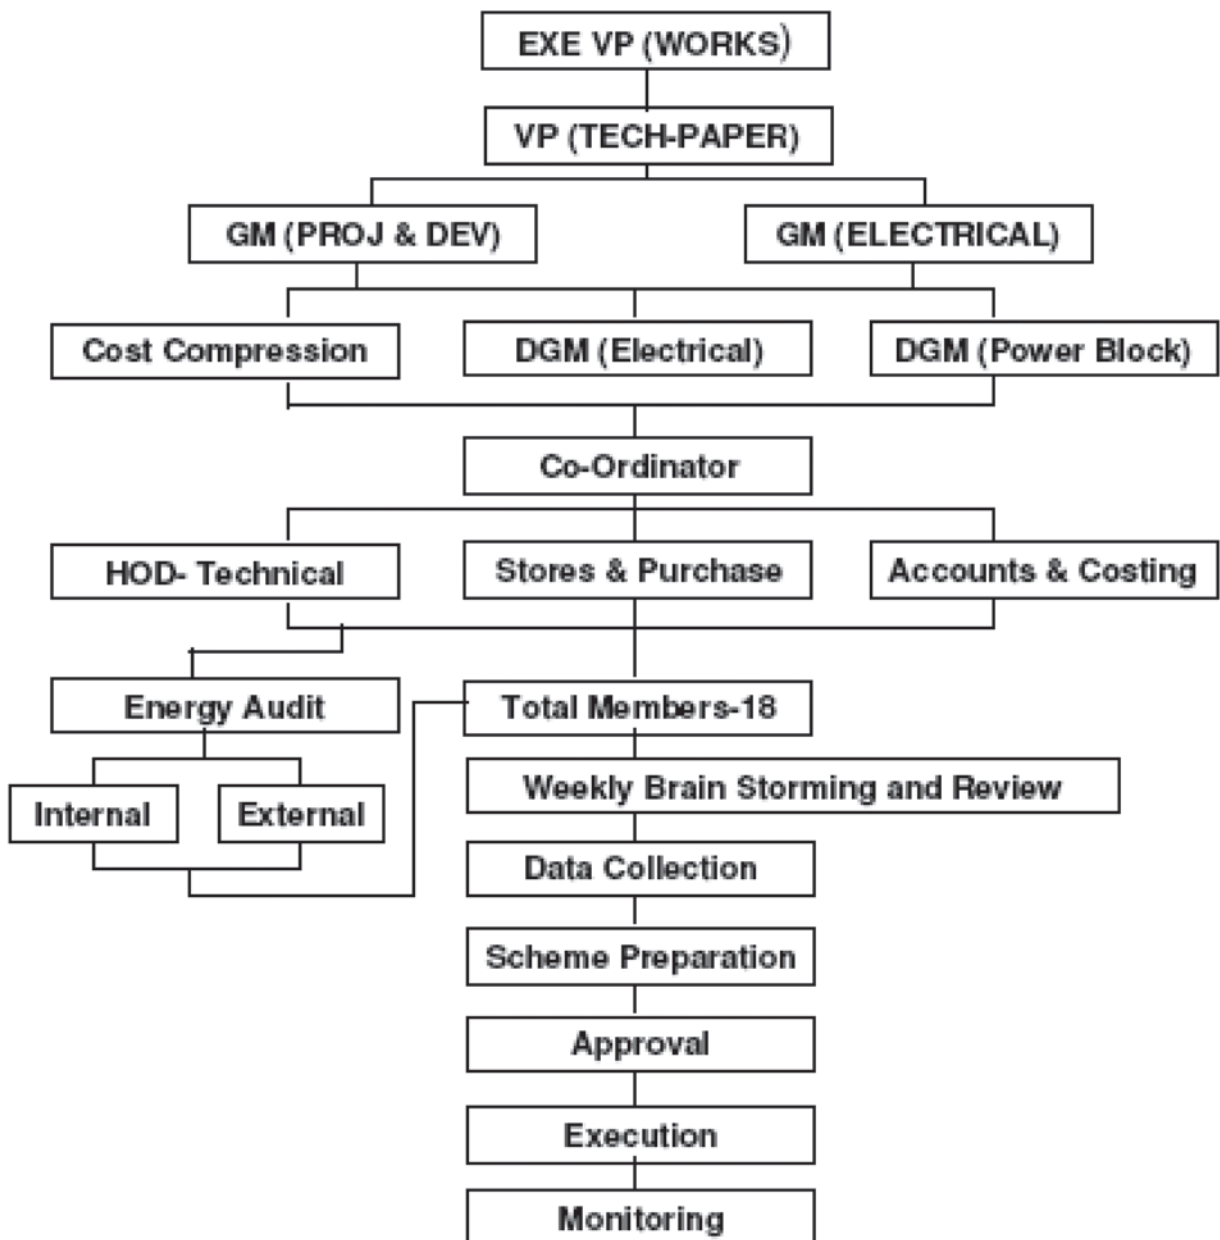 EXE VP (WORKS)
VP (TECH-PAPER)
GM (PROJ & DEV)
GM (ELECTRICAL)
Cost Compression
DGM (Electrical)
DGM (Power Block)
Co-Ordinator
HOD- Technical
Stores & Purchase
Accounts & Costing
Energy Audit
Total Members-18
Internal
External
Weekly Brain Storming and Review
Data Collection
Scheme Preparation
Approval
Execution
Monitoring